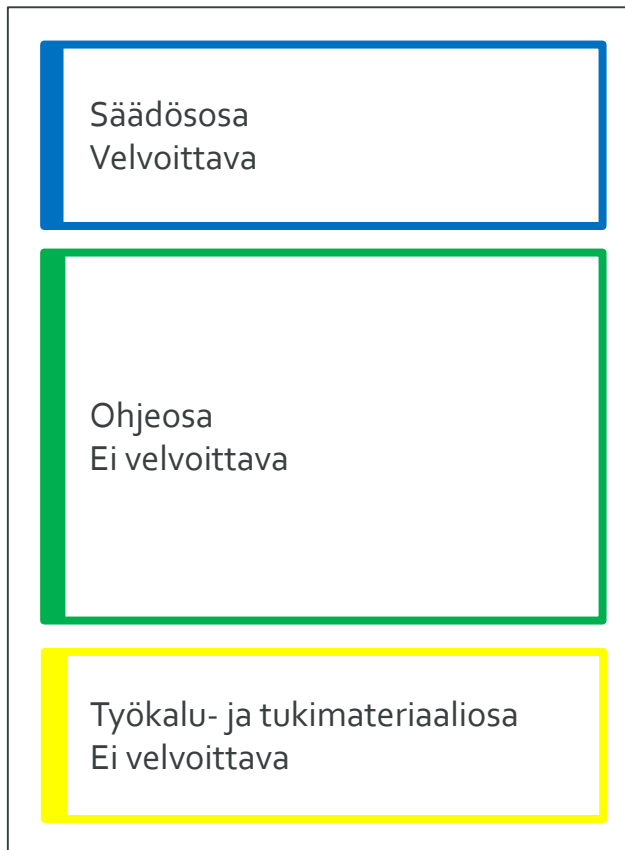 Säädösosa
Velvoittava
Ohjeosa
Ei velvoittava
Työkalu- ja tukimateriaaliosa
Ei velvoittava